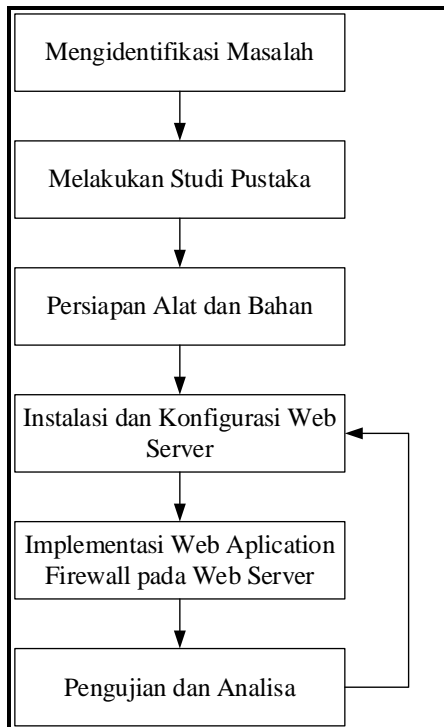 Mengidentifikasi Masalah
Melakukan Studi Pustaka
Persiapan Alat dan Bahan
Instalasi dan Konfigurasi Web
Server
Implementasi Web Aplication
Firewall pada Web Server
Pengujian dan Analisa